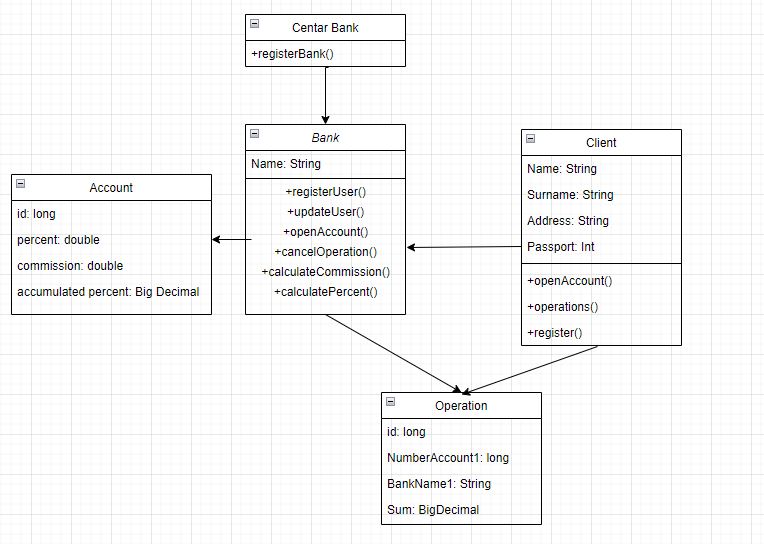 Centar Bank
+registerBank()
Bank
Name: String
+registerUser()
+updateUser()
+openAccount()
+cancelOperation()
+calculateCommission()
+calculatePercent()
Client
Name: String
Surname: String
Address: String
Passport: Int
+openAccount()
+operations()
+register()
Account
id: long
percent: double
commission: double
accumulated percent: Big Decimal
Operation
id: long
NumberAccount1: long
BankName1: String
Sum: BigDecimal